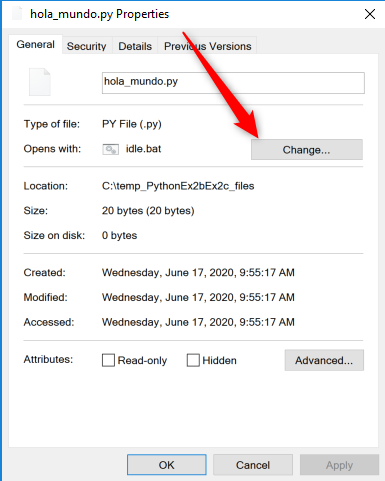 hola_mundo.py Properties
General Security Details Previous Versions
hola_mundo.py
Type of file: PY File (.py)
Opens with: idle.bat Change...
Location: C:\temp_PythonEx2bEx2c_files
Size: 20 bytes (20 bytes)
Size on disk: 0 bytes
Created: Wednesday, June 17, 2020, 9:55:17 AM
Modified: Wednesday, June 17, 2020, 9:55:17 AM
Accessed: Wednesday, June 17, 2020, 9:55:17 AM
Attributes: Read-only Hidden Advanced...
OK Cancel Apply